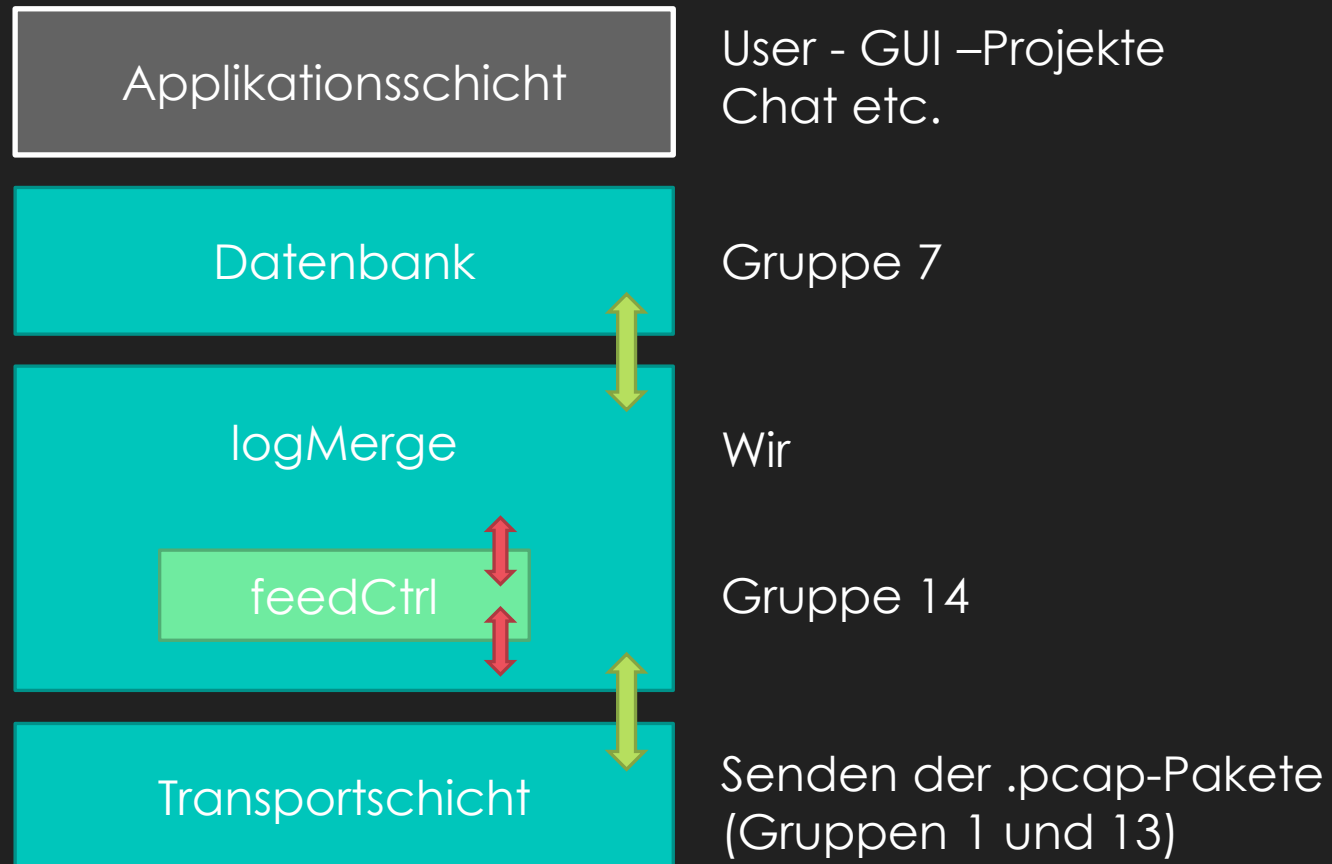 Applikationsschicht
User - GUI –Projekte
Chat etc.
Datenbank
Gruppe 7
logMerge
Wir
feedCtrl
Gruppe 14
Transportschicht
Senden der .pcap-Pakete
(Gruppen 1 und 13)